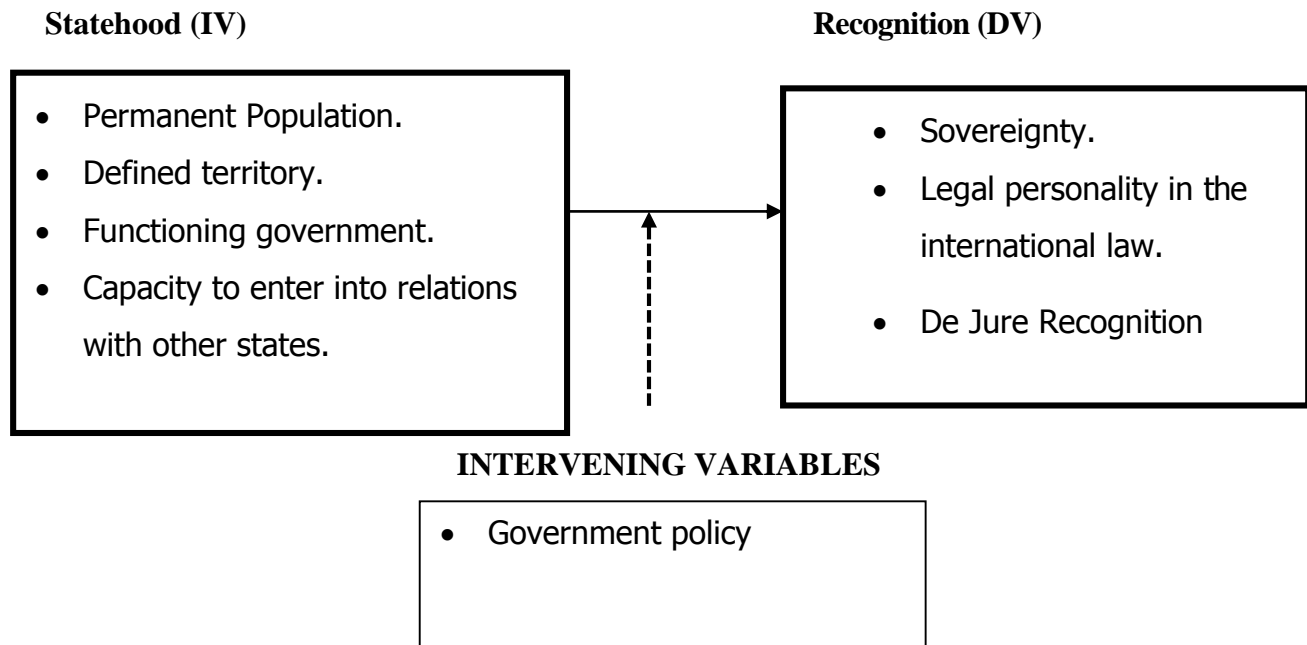 Statehood (IV)
Recognition (DV)
• Permanent Population.
• Defined territory.
• Functioning government.
• Capacity to enter into relations
with other states.
• Sovereignty.
• Legal personality in the
international law.
• De Jure Recognition
INTERVENING VARIABLES
• Government policy